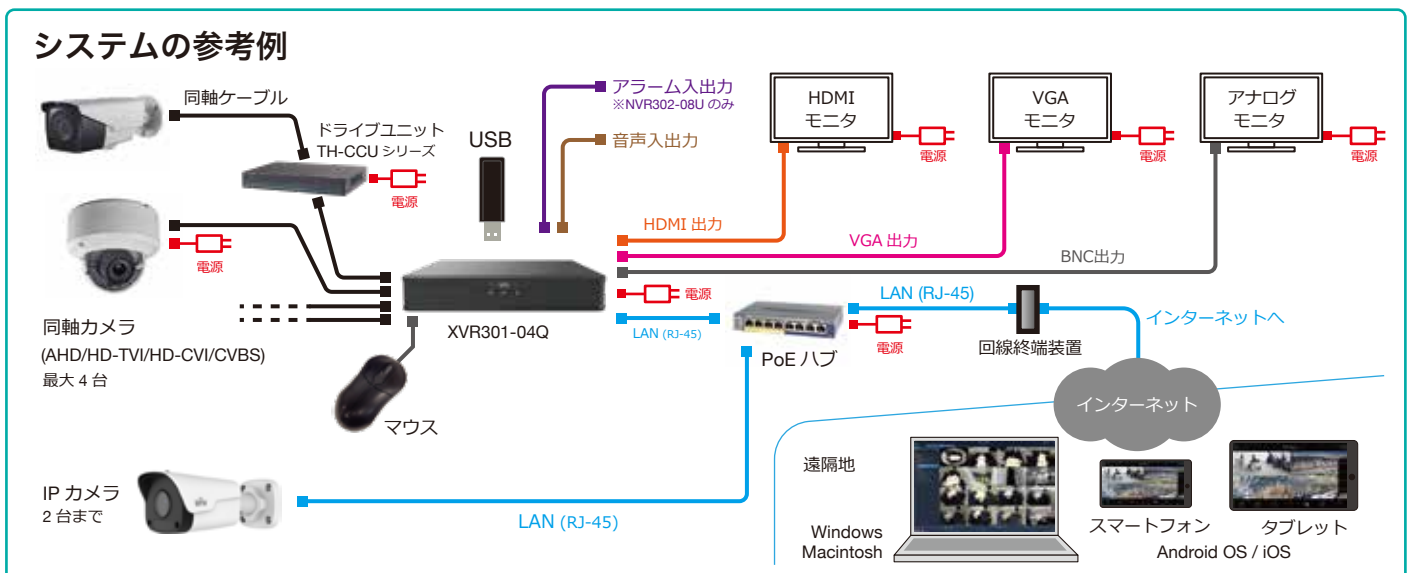 システムの参考例
同軸ケーブル
ドライブユニット
TH-CCU シリーズ
電源
電源
同軸カメラ
(AHD/HD-TVI/HD-CVI/CVBS)
最大 4 台
USB
アラーム入出力
※NVR302-08U のみ
音声入出力
HDMI
モニタ
電源
VGA
モニタ
電源
アナログ
モニタ
電源
HDMI 出力
VGA 出力
BNC出力
XVR301-04Q
電源
LAN (RJ-45)
マウス
PoE ハブ
電源
LAN (RJ-45)
回線終端装置
インターネットへ
インターネット
IP カメラ
2 台まで
LAN (RJ-45)
遠隔地
Windows
Macintosh
スマートフォン
タブレット
Android OS / iOS